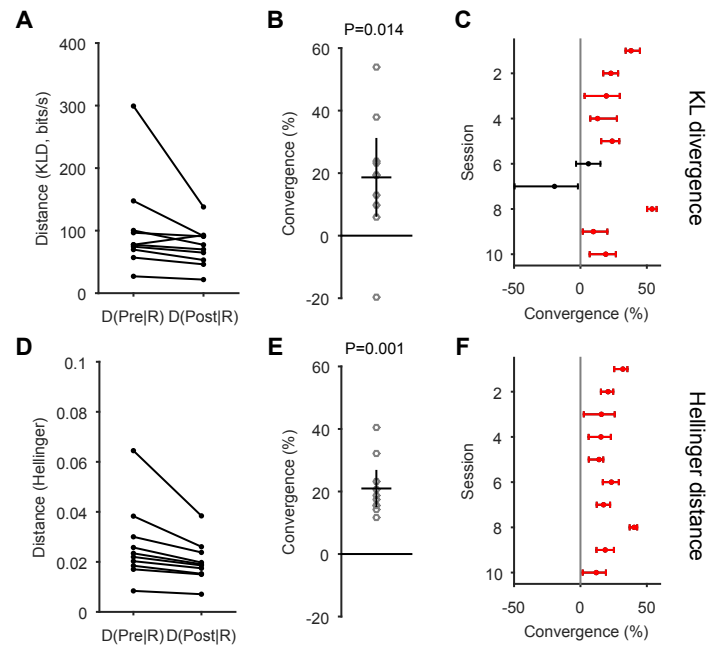 A
B
C
P=0.014
400
300
200
100
0
Distance (KLD, bits/s)
D(Pre|R)
D(Post|R)
60
40
20
0
-20
Convergence (%)
2
4
6
8
10
Session
-50
0
50
Convergence (%)
KL divergence
D
E
F
P=0.001
0.1
0.08
0.06
0.04
0.02
0
Distance (Hellinger)
D(Pre|R)
D(Post|R)
60
40
20
0
-20
Convergence (%)
2
4
6
8
10
Session
-50
0
50
Convergence (%)
Hellinger distance